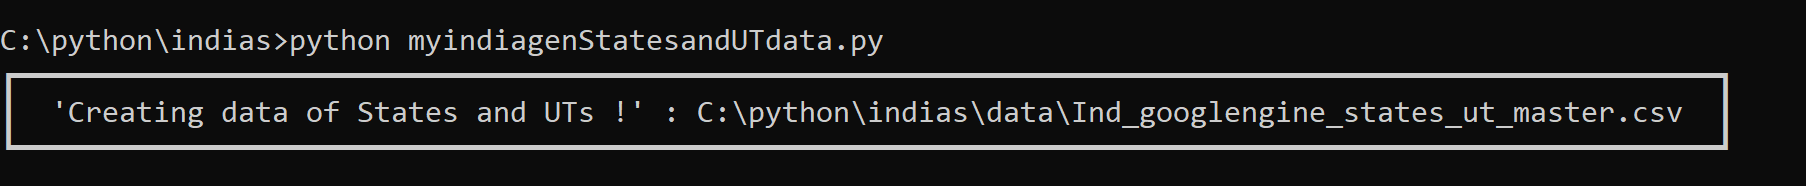 C:\python\indias>python myindiagenStatesandUTdata.py
'Creating data of States and UTs !' : C:\python\indias\data\Ind_googlengine_states_ut_master.csv